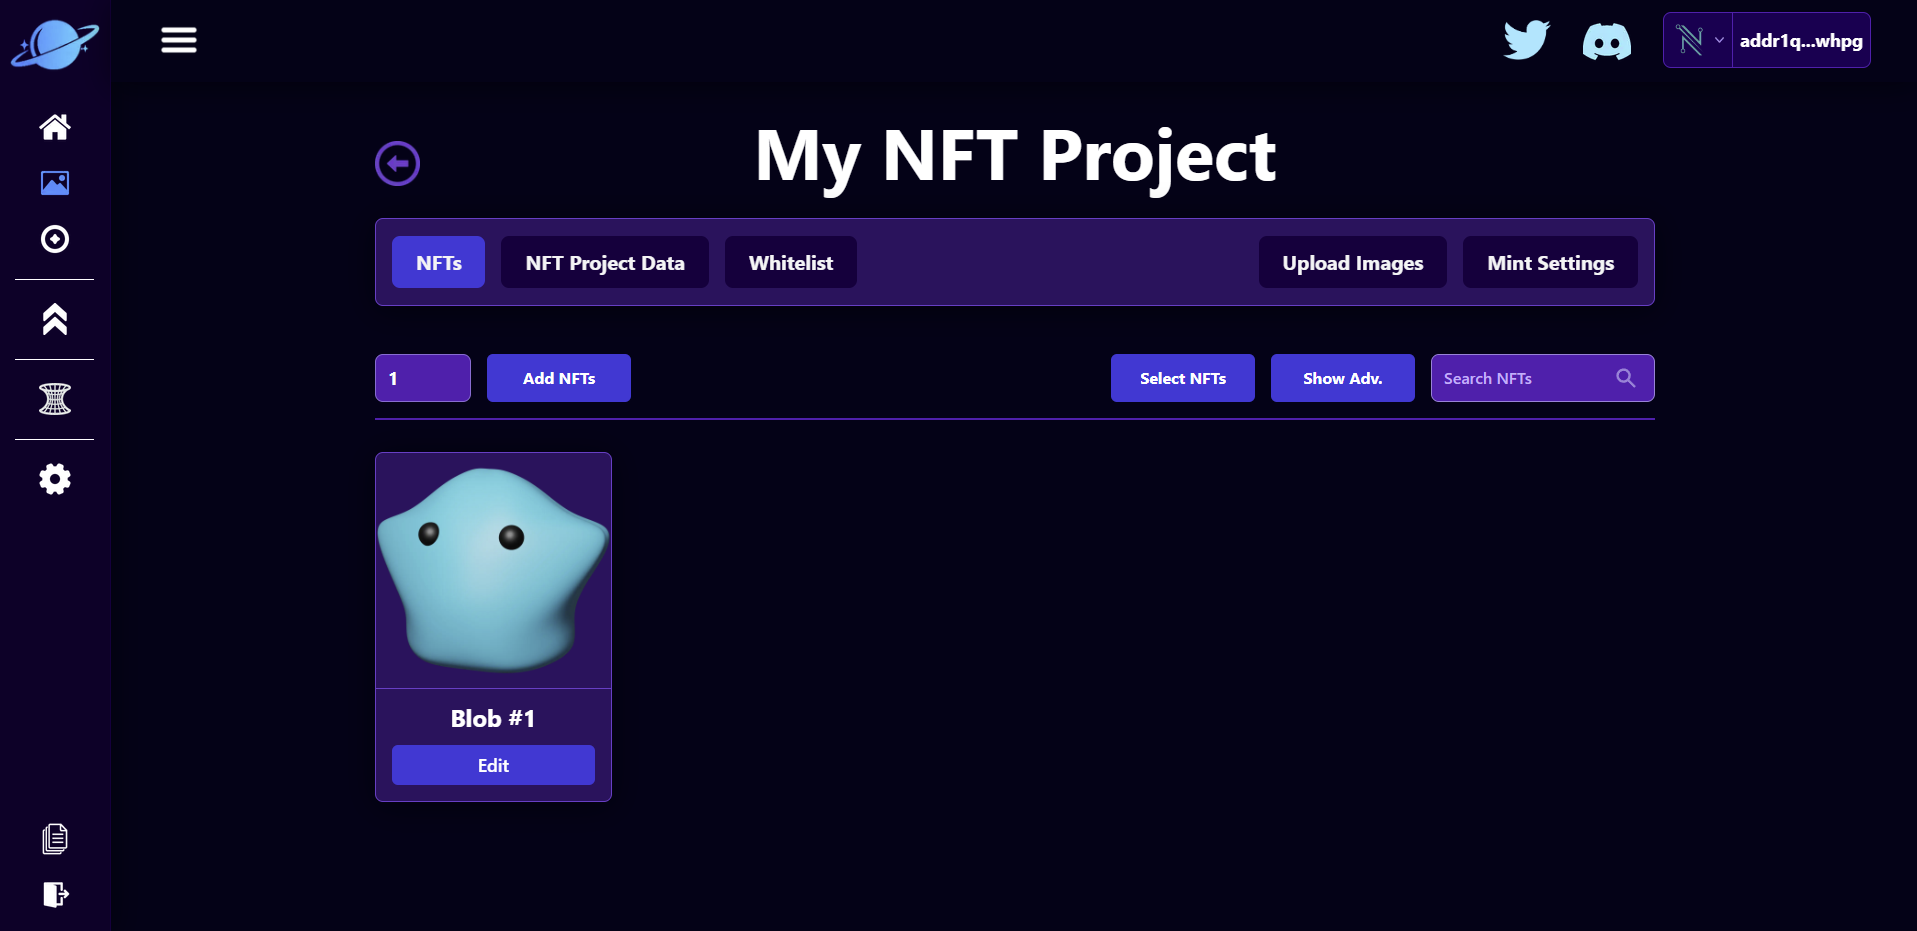 addr1q...whpg
My NFT Project
NFTs
NFT Project Data
Whitelist
Upload Images
Mint Settings
1
Add NFTs
Select NFTs
Show Adv.
Search NFTs
Blob #1
Edit